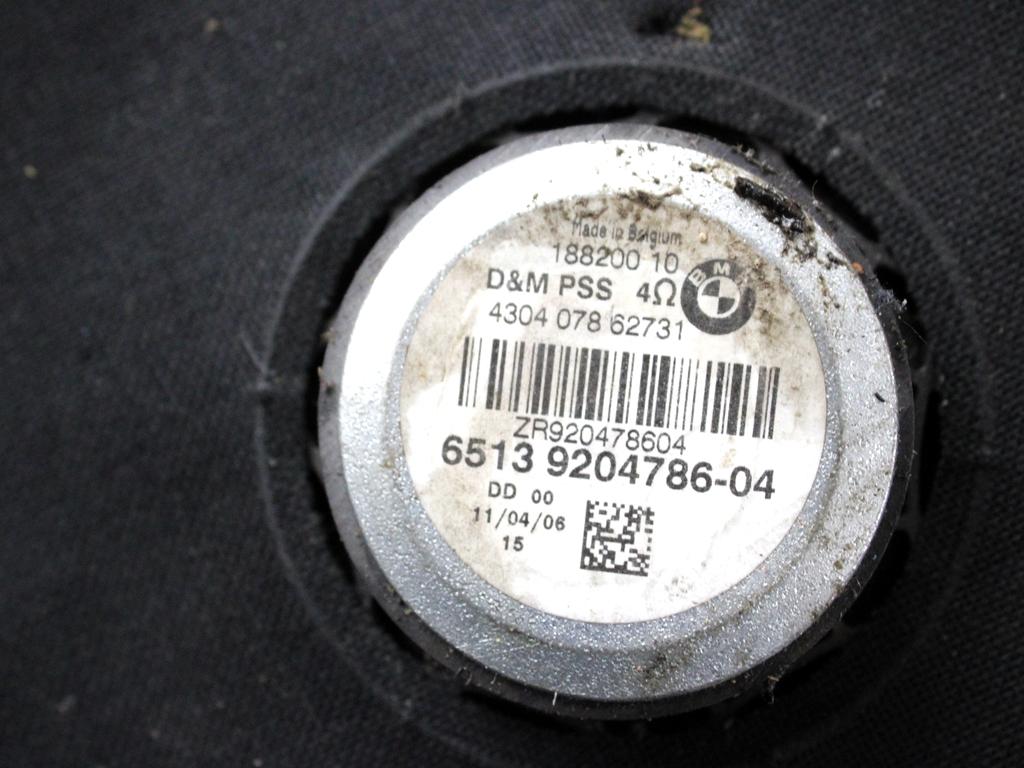 Made in Belgium
188200 10
D&M PSS 4Ω
BMW
4304 078 62731
ZR920478604
6513 9204786-04
DD 00
11/04/06
15